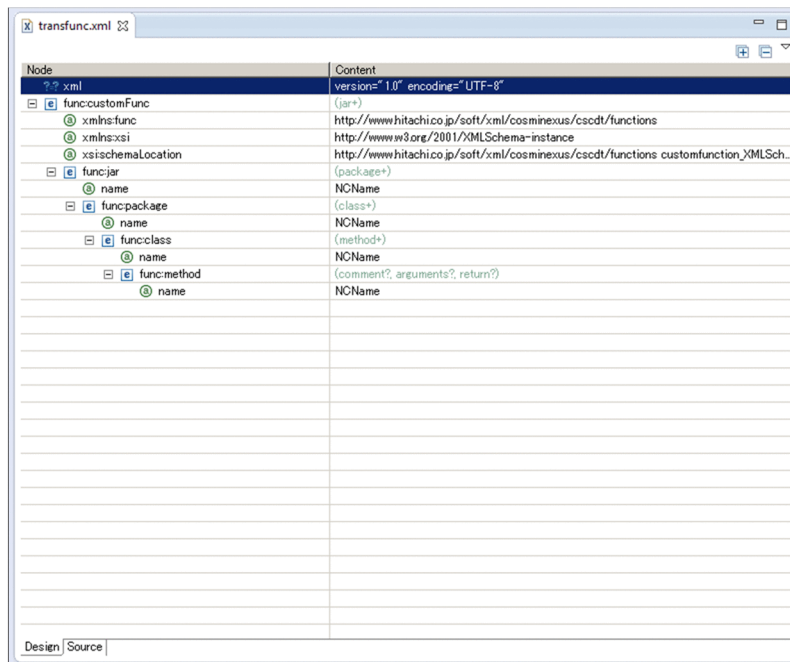 transfunc.xml
Node Content
?-? xml version="1.0" encoding="UTF-8"
e func:customFunc (jar+)
a xmlns:func http://www.hitachi.co.jp/soft/xml/cosminexus/cscdt/functions
a xmlns:xsi http://www.w3.org/2001/XMLSchema-instance
a xsi:schemaLocation http://www.hitachi.co.jp/soft/xml/cosminexus/cscdt/functions customfunction_XMLSch...
e func:jar (package+)
a name NCName
e func:package (class+)
a name NCName
e func:class (method+)
a name NCName
e func:method (comment?, arguments?, return?)
a name NCName
Design Source